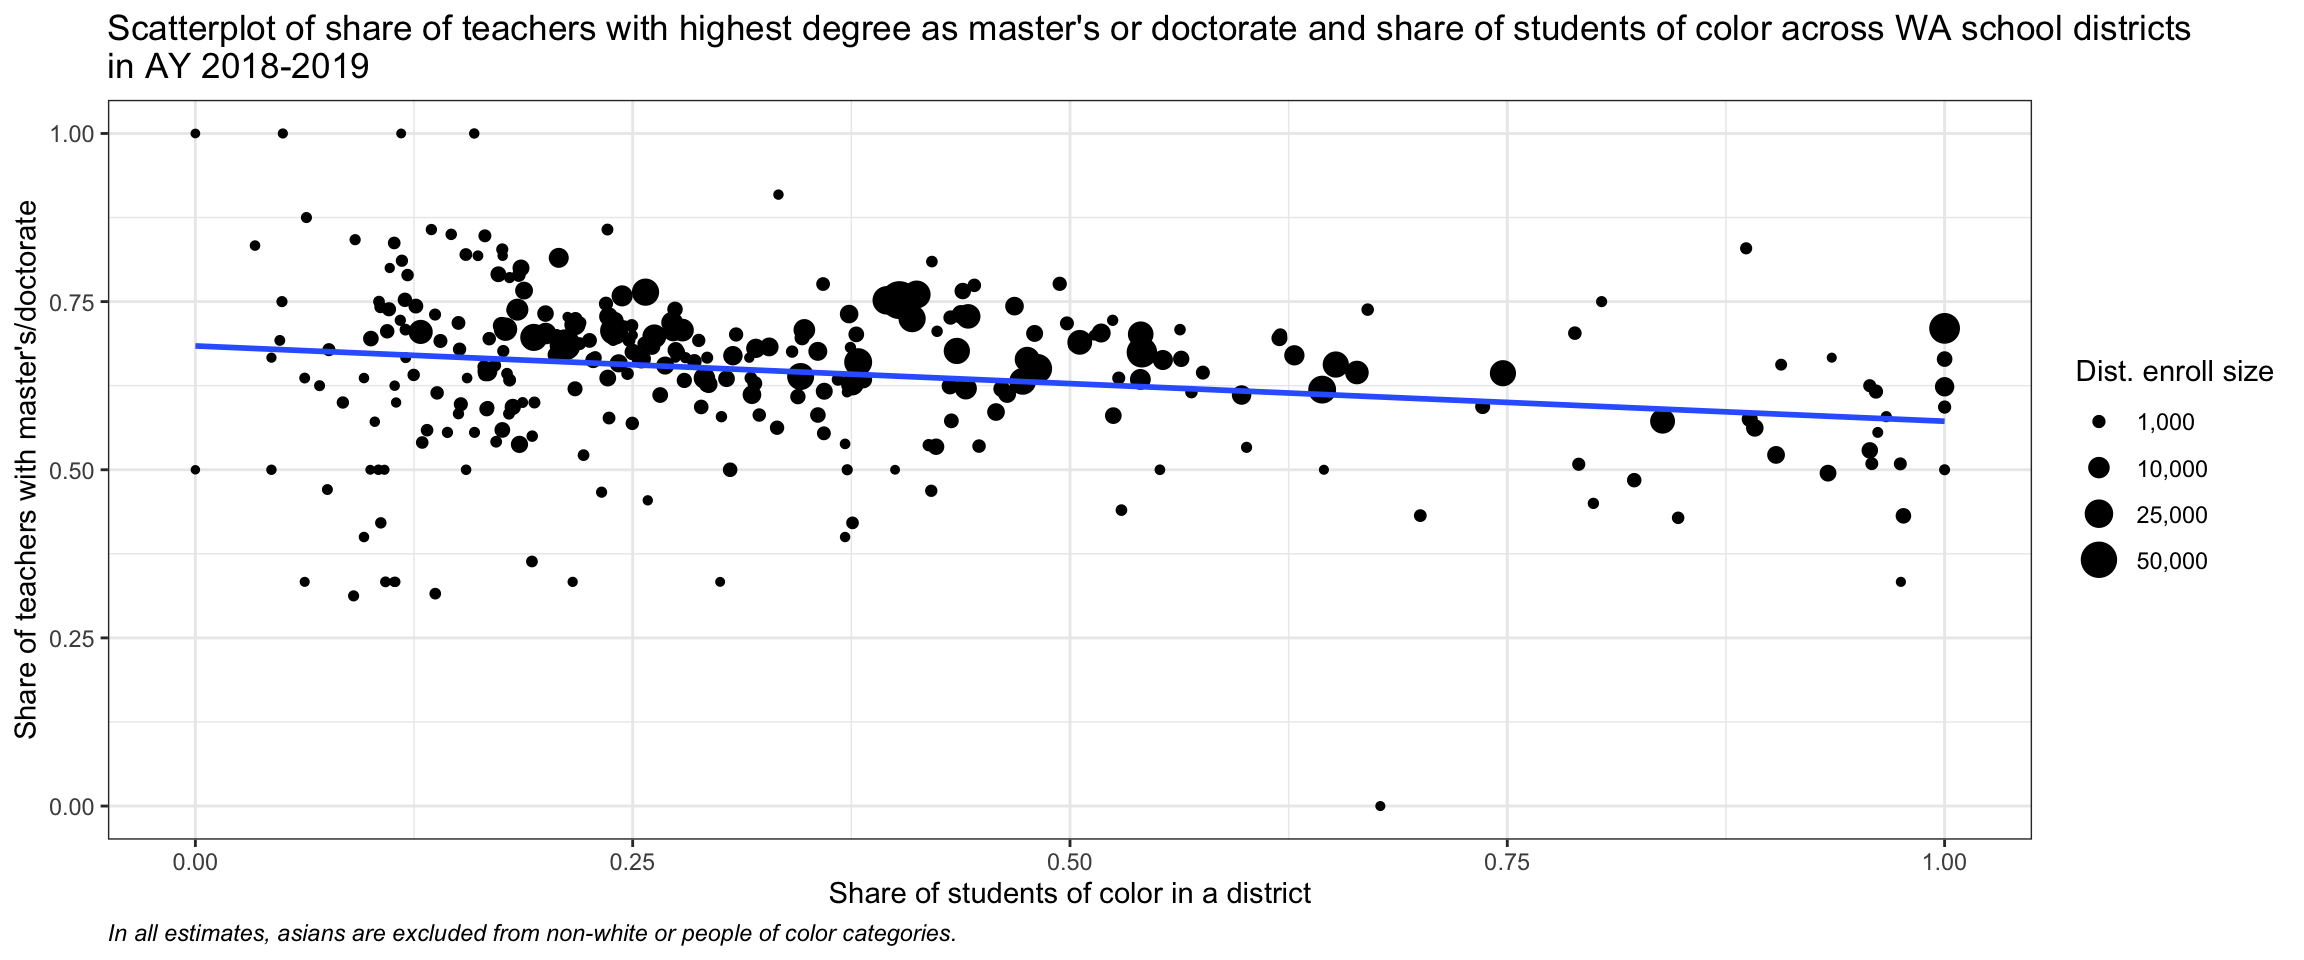 Scatterplot of share of teachers with highest degree as master's or doctorate and share of students of color across WA school districts
in AY 2018-2019
Share of teachers with master's/doctorate
1.00
0.75
0.50
0.25
0.00
0.00
0.25
0.50
0.75
1.00
Share of students of color in a district
Dist. enroll size
1,000
10,000
25,000
50,000
In all estimates, asians are excluded from non-white or people of color categories.